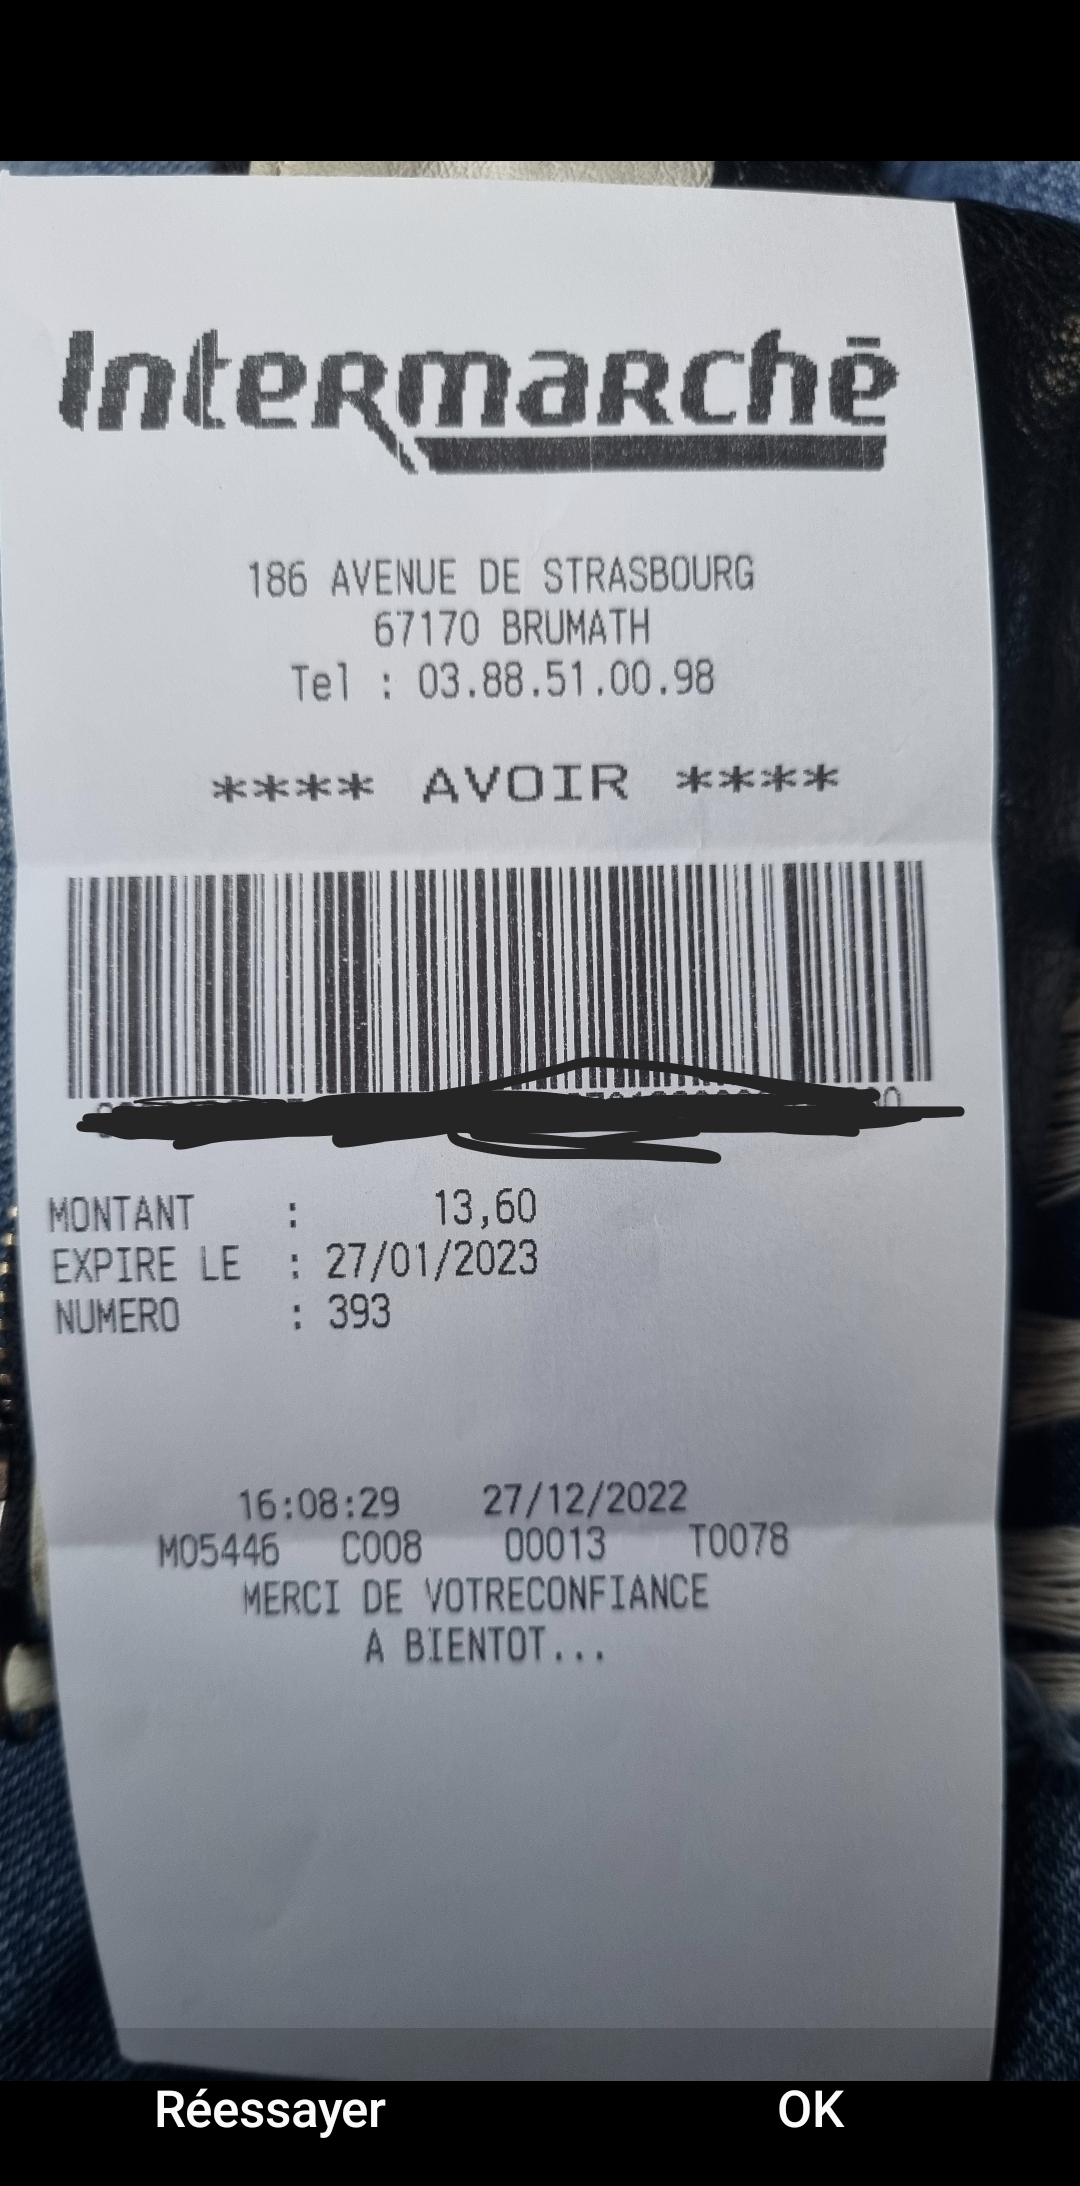 Intermarchē
186 AVENUE DE STRASBOURG
67170 BRUMATH
Tel : 03.88.51.00.98
**** AVOIR ****
MONTANT : 13,60
EXPIRE LE : 27/01/2023
NUMERO : 393
16:08:29 27/12/2022
M05446 C008 00013 T0078
MERCI DE VOTRECONFIANCE
A BIENTOT...
Réessayer OK